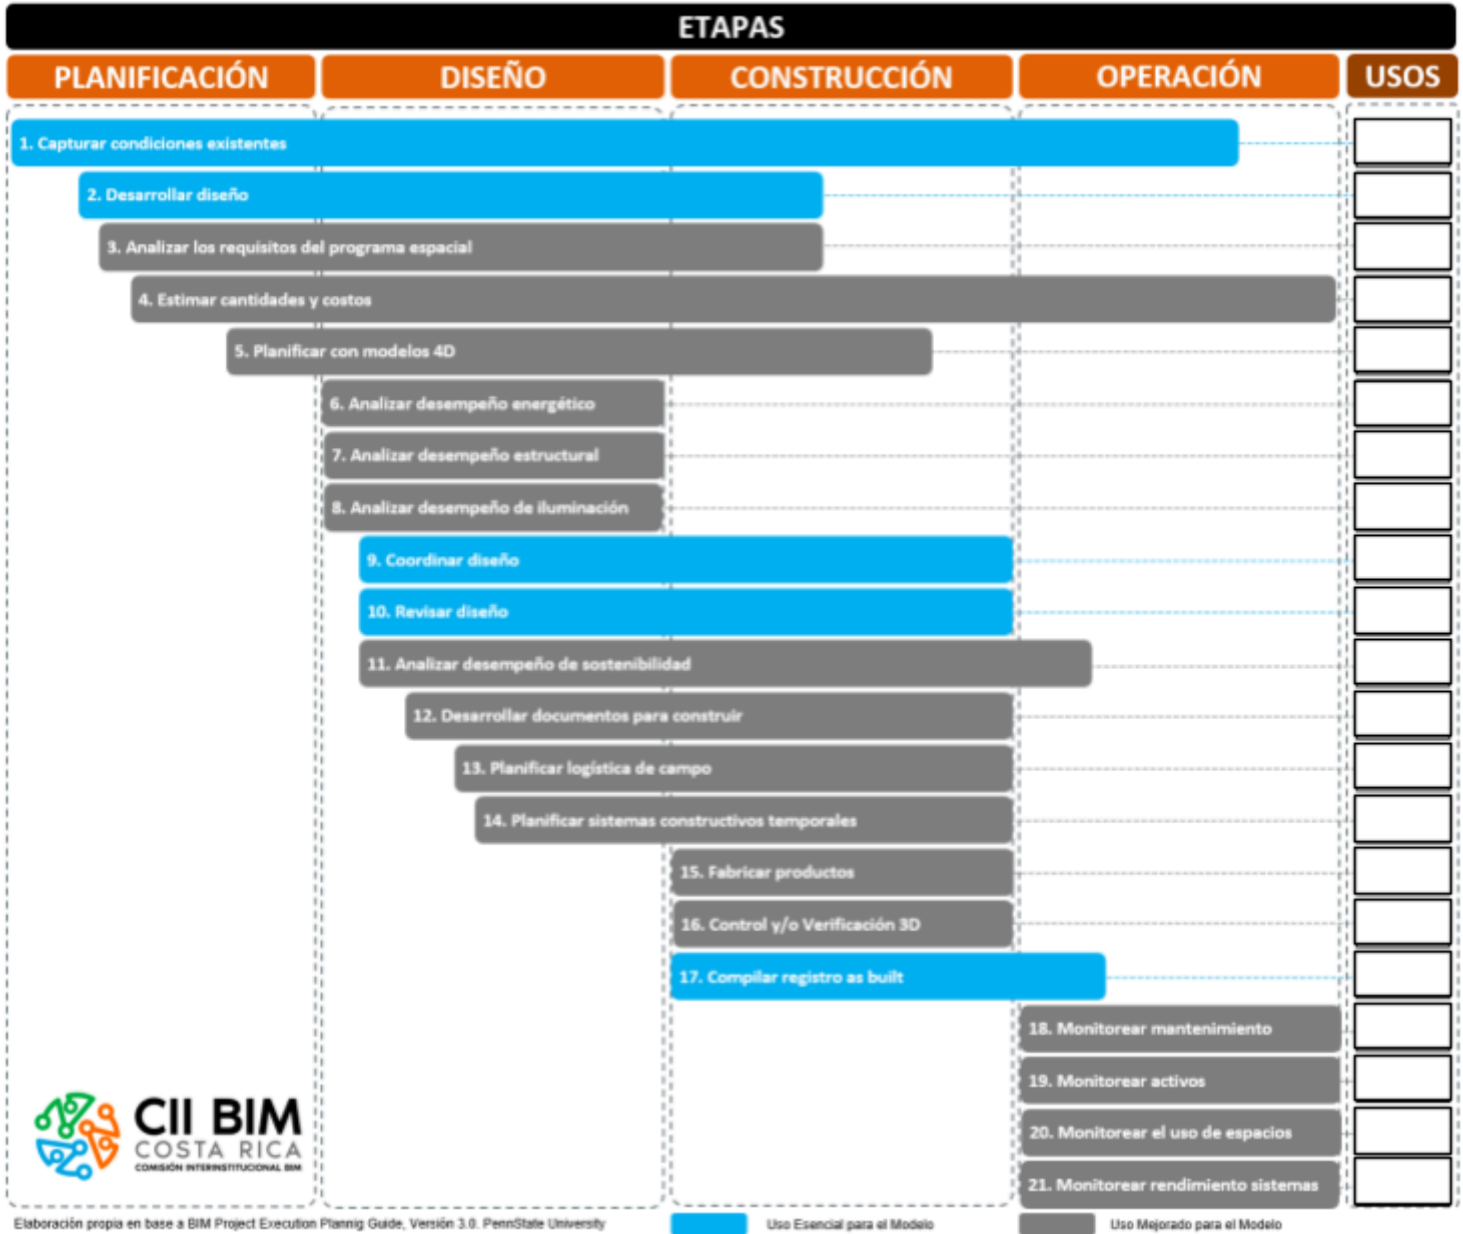 ETAPAS
PLANIFICACIÓN
DISEÑO
CONSTRUCCIÓN
OPERACIÓN
USOS
1. Capturar condiciones existentes
2. Desarrollar diseño
3. Analizar los requisitos del programa espacial
4. Estimar cantidades y costos
5. Planificar con modelos 4D
6. Analizar desempeño energético
7. Analizar desempeño estructural
8. Analizar desempeño de iluminación
9. Coordinar diseño
10. Revisar diseño
11. Analizar desempeño de sostenibilidad
12. Desarrollar documentos para construir
13. Planificar logística de campo
14. Planificar sistemas constructivos temporales
15. Fabricar productos
16. Control y/o Verificación 3D
17. Compilar registro as built
18. Monitorear mantenimiento
19. Monitorear activos
20. Monitorear el uso de espacios
21. Monitorear rendimiento sistemas
CII BIM
COSTA RICA
COMISIÓN INTERINSTITUCIONAL BIM
Elaboración propia en base a BIM Project Execution Plannig Guide, Versión 3.0. PennState University
Uso Esencial para el Modelo
Uso Mejorado para el Modelo